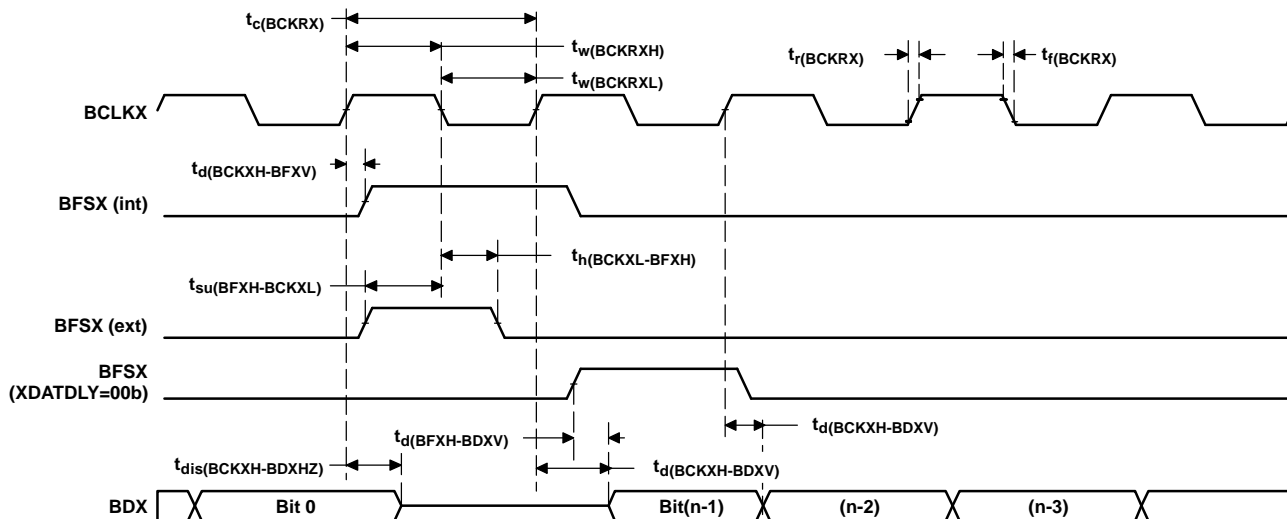 tc(BCKRX)
tw(BCKRXH)
tr(BCKRX)
tf(BCKRX)
tw(BCKRXL)
BCLKX
td(BCKXH-BFXV)
BFSX (int)
th(BCKXL-BFXH)
tsu(BFXH-BCKXL)
BFSX (ext)
BFSX
(XDATDLY=00b)
td(BFXH-BDXV)
td(BCKXH-BDXV)
tdis(BCKXH-BDXHZ)
td(BCKXH-BDXV)
BDX
Bit 0
Bit(n-1)
(n-2)
(n-3)